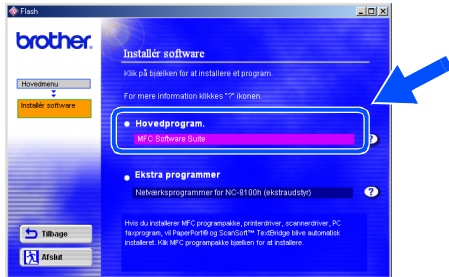 Flash
brother.
Installér software
Klik på bjælken for at installere et program.
For mere information klikkes "?" ikonen.
Hovedmenu
Installér software
Hovedprogram.
MFC Software Suite
?
Ekstra programmer
Netværksprogrammer for NC-8100h (ekstraudstyr)
?
Hvis du installerer MFC programpakke, printerdriver, scannerdriver, PC
faxprogram, vil PaperPort® og ScanSoft™ TextBridge blive automatisk
installeret. Klik MFC programpakke bjælken for at installere.
Tilbage
Afslut